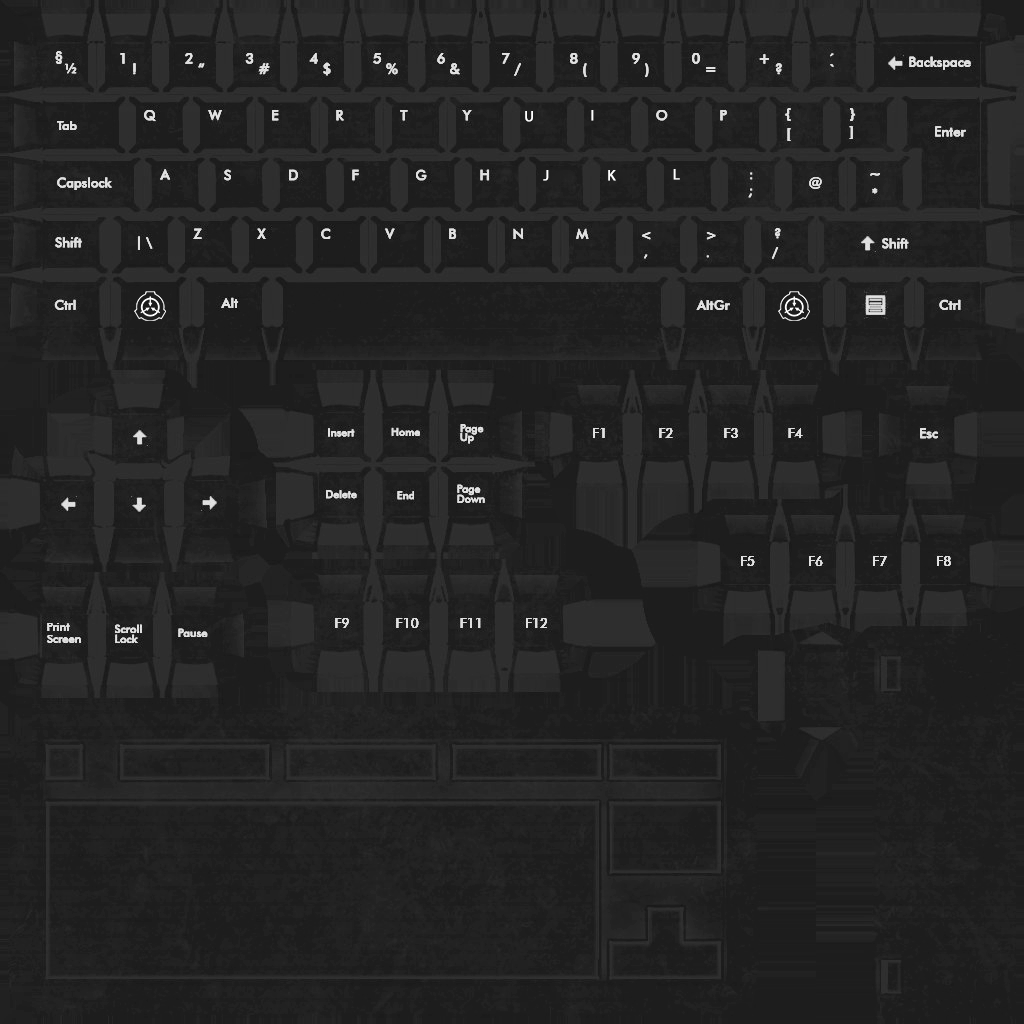 § 1 2 3 4 5 6 7 8 9 0 + ´
½ ! " # $ % & / ( ) = ? ` Backspace
Tab Q W E R T Y U I O P { }
[ ] Enter
Capslock A S D F G H J K L : @ ~
; *
Shift | \ Z X C V B N M < > ? Shift
, . /
Ctrl Alt AltGr Ctrl
Insert Home Page Up F1 F2 F3 F4 Esc
Delete End Page Down
F5 F6 F7 F8
Print Screen Scroll Lock Pause F9 F10 F11 F12